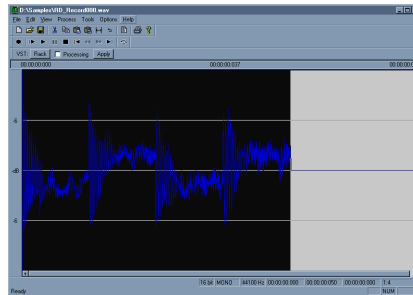 D:\Samples\RD_Record000.wav
File Edit View Process Tools Options Help
VST: Rack Processing Apply
00:00:00:000 00:00:00:037 00:00:00:0
-6
dB
-6
16 bit MONO 44100 Hz 00:00:00:000 00:00:00:050 00:00:00:000 1:4
Ready NUM